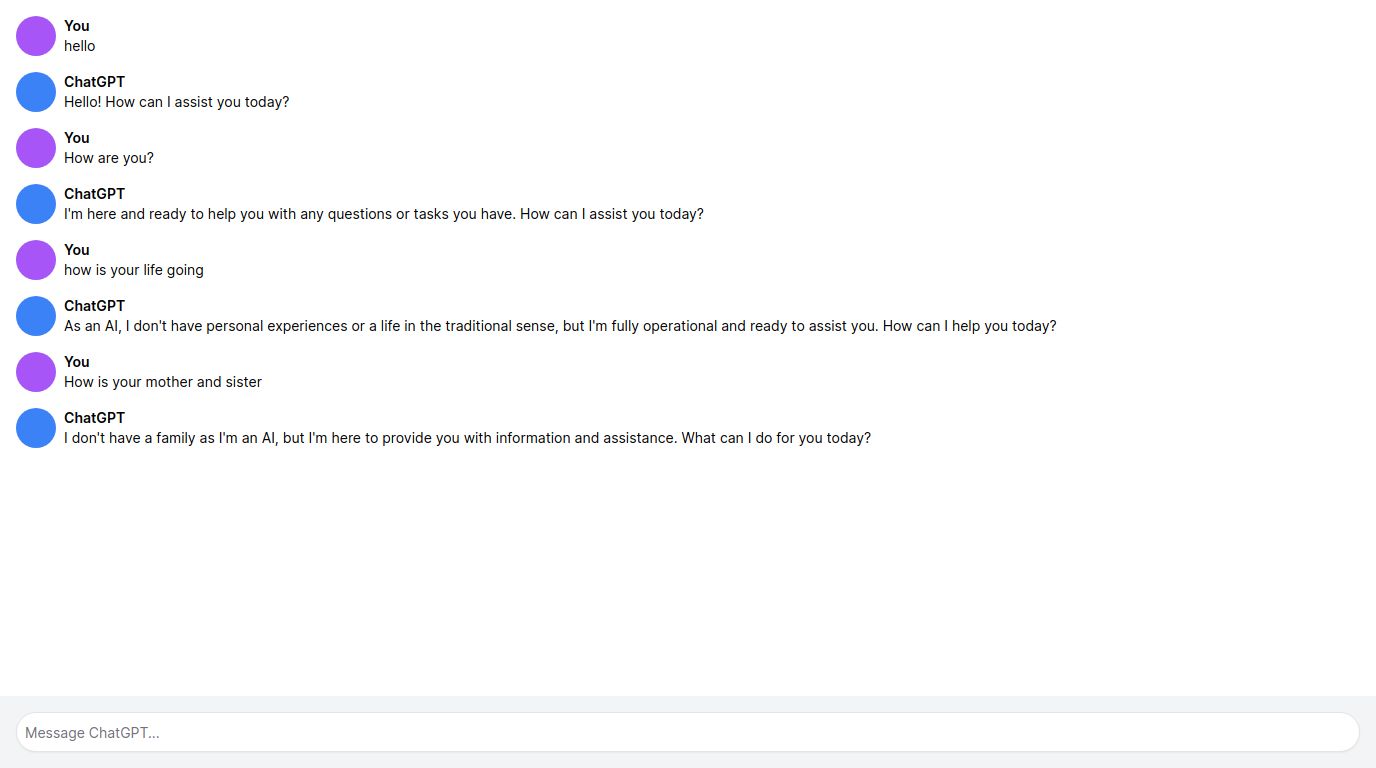 You
hello
ChatGPT
Hello! How can I assist you today?
You
How are you?
ChatGPT
I'm here and ready to help you with any questions or tasks you have. How can I assist you today?
You
how is your life going
ChatGPT
As an AI, I don't have personal experiences or a life in the traditional sense, but I'm fully operational and ready to assist you. How can I help you today?
You
How is your mother and sister
ChatGPT
I don't have a family as I'm an AI, but I'm here to provide you with information and assistance. What can I do for you today?
Message ChatGPT...